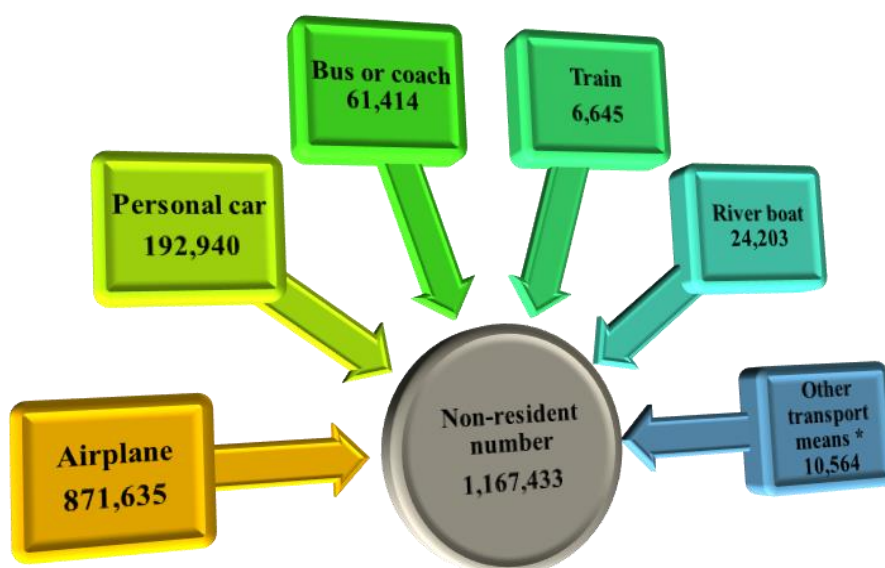 Bus or coach
61,414
Train
6,645
Personal car
192,940
River boat
24,203
Airplane
871,635
Non-resident
number
1,167,433
Other
transport
means *
10,564